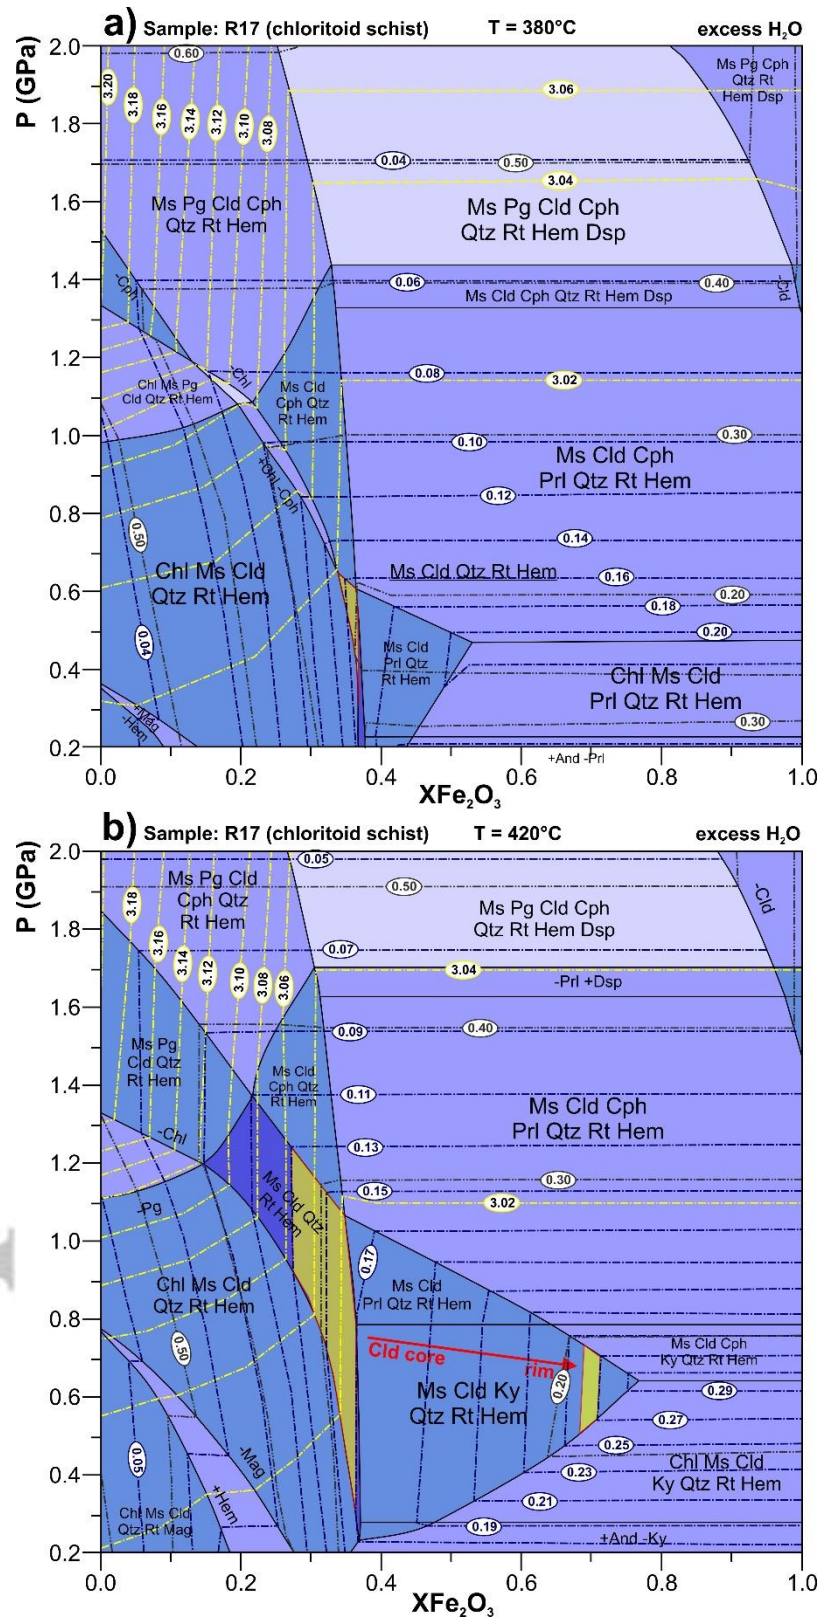 a) Sample: R17 (chloritoid schist) T = 380°C excess H2O
P (GPa)
2.0
1.8
1.6
1.4
1.2
1.0
0.8
0.6
0.4
0.2
0.60
3.20
3.18
3.16
3.14
3.12
3.10
3.08
3.06
Ms Pg Cph
Qtz Rt
Hem Dsp
0.04
0.50
3.04
Ms Pg Cld Cph
Qtz Rt Hem
Ms Pg Cld Cph
Qtz Rt Hem Dsp
-Cph
0.06
0.40
-Cld
Ms Cld Cph Qtz Rt Hem Dsp
-Chl
0.08
3.02
Chl Ms Pg
Cld Qtz Rt Hem
Ms Cld
Cph Qtz
Rt Hem
0.30
0.10
+Chl -Cph
Ms Cld Cph
Prl Qtz Rt Hem
0.12
0.50
0.14
Chl Ms Cld
Qtz Rt Hem
Ms Cld Qtz Rt Hem
0.16
0.20
0.18
0.04
0.20
Ms Cld
Prl Qtz
Rt Hem
Chl Ms Cld
Prl Qtz Rt Hem
+Mag
-Hem
0.30
+And -Prl
0.0 0.2 0.4 0.6 0.8 1.0
XFe2O3
b) Sample: R17 (chloritoid schist) T = 420°C excess H2O
P (GPa)
2.0
1.8
1.6
1.4
1.2
1.0
0.8
0.6
0.4
0.2
0.05
Ms Pg Cld
Cph Qtz
Rt Hem
0.50
3.18
3.16
3.14
3.12
3.10
3.08
3.06
Ms Pg Cld Cph
Qtz Rt Hem Dsp
-Cld
0.07
3.04
-Prl +Dsp
0.09
0.40
Ms Pg
Cld Qtz
Rt Hem
Ms Cld
Cph Qtz
Rt Hem
0.11
Ms Cld Cph
Prl Qtz Rt Hem
-Chl
0.13
Ms Cld Qtz
Rt Hem
0.15
0.30
3.02
-Pg
0.17
Chl Ms Cld
Qtz Rt Hem
Ms Cld
Prl Qtz Rt Hem
0.50
Cld core
rim
Ms Cld Cph
Ky Qtz Rt Hem
0.20
Ms Cld Ky
Qtz Rt Hem
0.29
0.27
-Mag
0.25
0.05
+Hem
0.23
Chl Ms Cld
Ky Qtz Rt Hem
0.21
Chl Ms Cld
Qtz Rt Mag
0.19
+And -Ky
0.0 0.2 0.4 0.6 0.8 1.0
XFe2O3